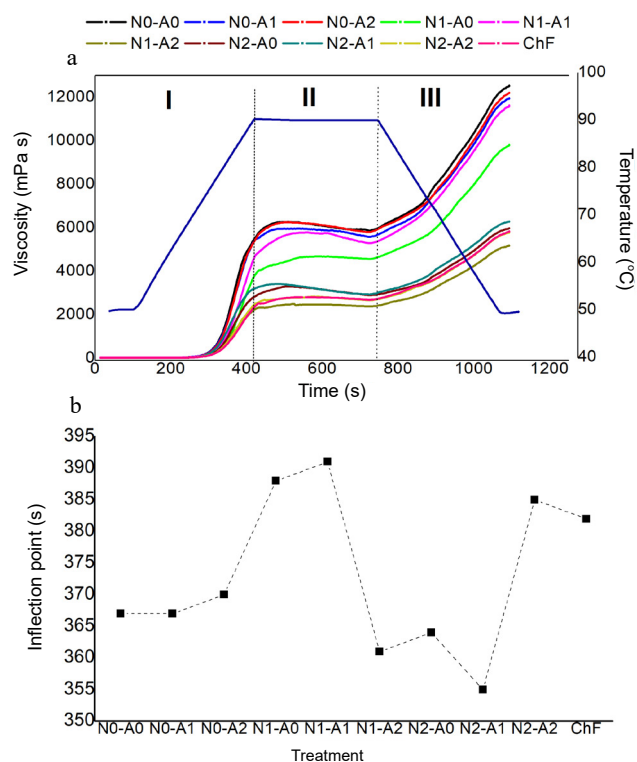 N0-A0 N0-A1 N0-A2 N1-A0 N1-A1
N1-A2 N2-A0 N2-A1 N2-A2 ChF
a
I II III
Viscosity (mPa s)
12000
10000
8000
6000
4000
2000
0
100
90
80
70
60
50
40
Temperature (°C)
0 200 400 600 800 1000 1200
Time (s)
b
Inflection point (s)
395
390
385
380
375
370
365
360
355
350
N0-A0 N0-A1 N0-A2 N1-A0 N1-A1 N1-A2 N2-A0 N2-A1 N2-A2 ChF
Treatment